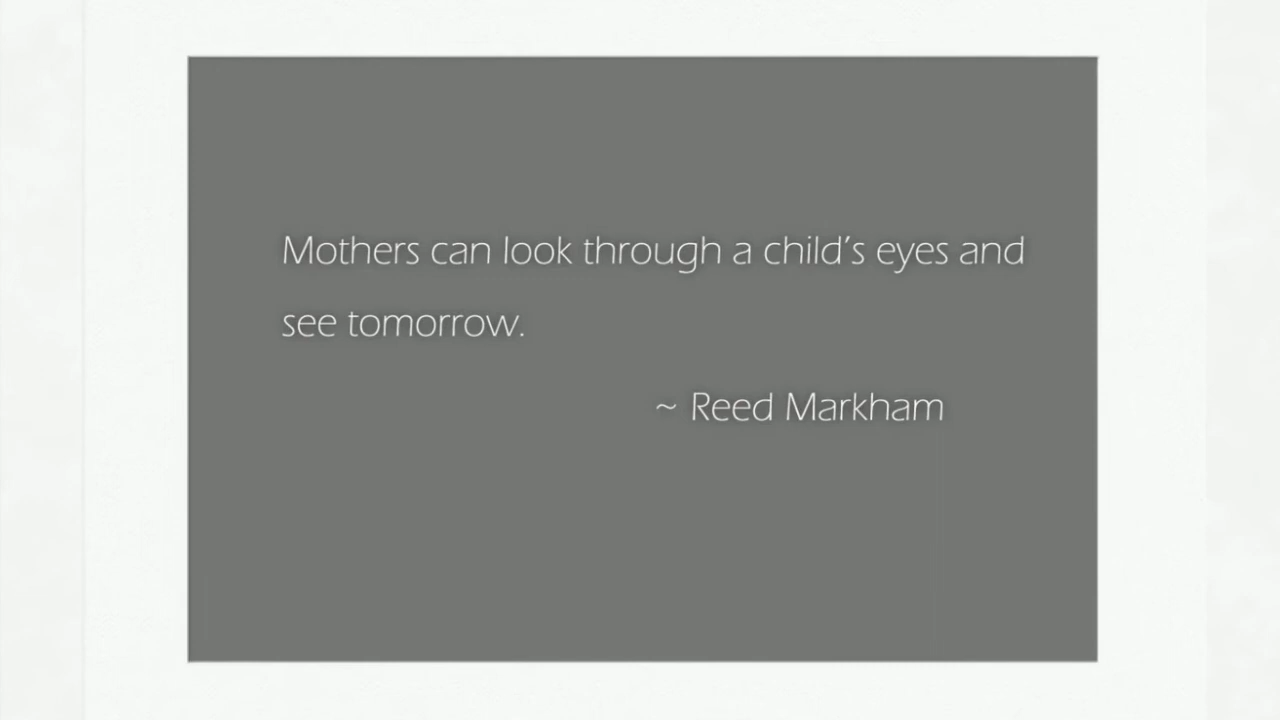 Mothers can look through a child’s eyes and
see tomorrow.
~ Reed Markham